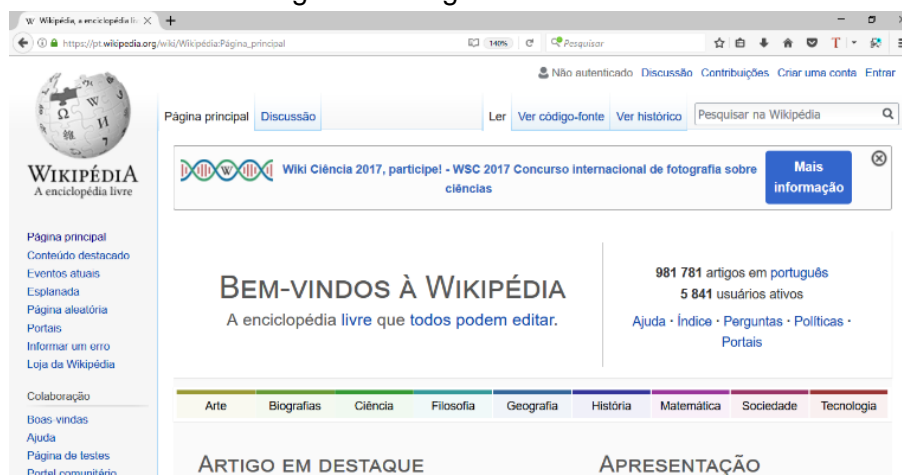 Wikipédia, a enciclopédia li
https://pt.wikipedia.org/wiki/Wikipédia:Página_principal
140%
Pesquisar
Não autenticado Discussão Contribuições Criar uma conta Entrar
Página principal Discussão Ler Ver código-fonte Ver histórico Pesquisar na Wikipédia
WIKIPÉDIA
A enciclopédia livre
Wiki Ciência 2017, participe! - WSC 2017 Concurso internacional de fotografia sobre
ciências
Mais
informação
Página principal
Conteúdo destacado
Eventos atuais
Esplanada
Página aleatória
Portais
Informar um erro
Loja da Wikipédia
Colaboração
Boas-vindas
Ajuda
Página de testes
Portal comunitário
BEM-VINDOS À WIKIPÉDIA
A enciclopédia livre que todos podem editar.
981 781 artigos em português
5 841 usuários ativos
Ajuda · Índice · Perguntas · Políticas ·
Portais
Arte Biografias Ciência Filosofia Geografia História Matemática Sociedade Tecnologia
ARTIGO EM DESTAQUE
APRESENTAÇÃO